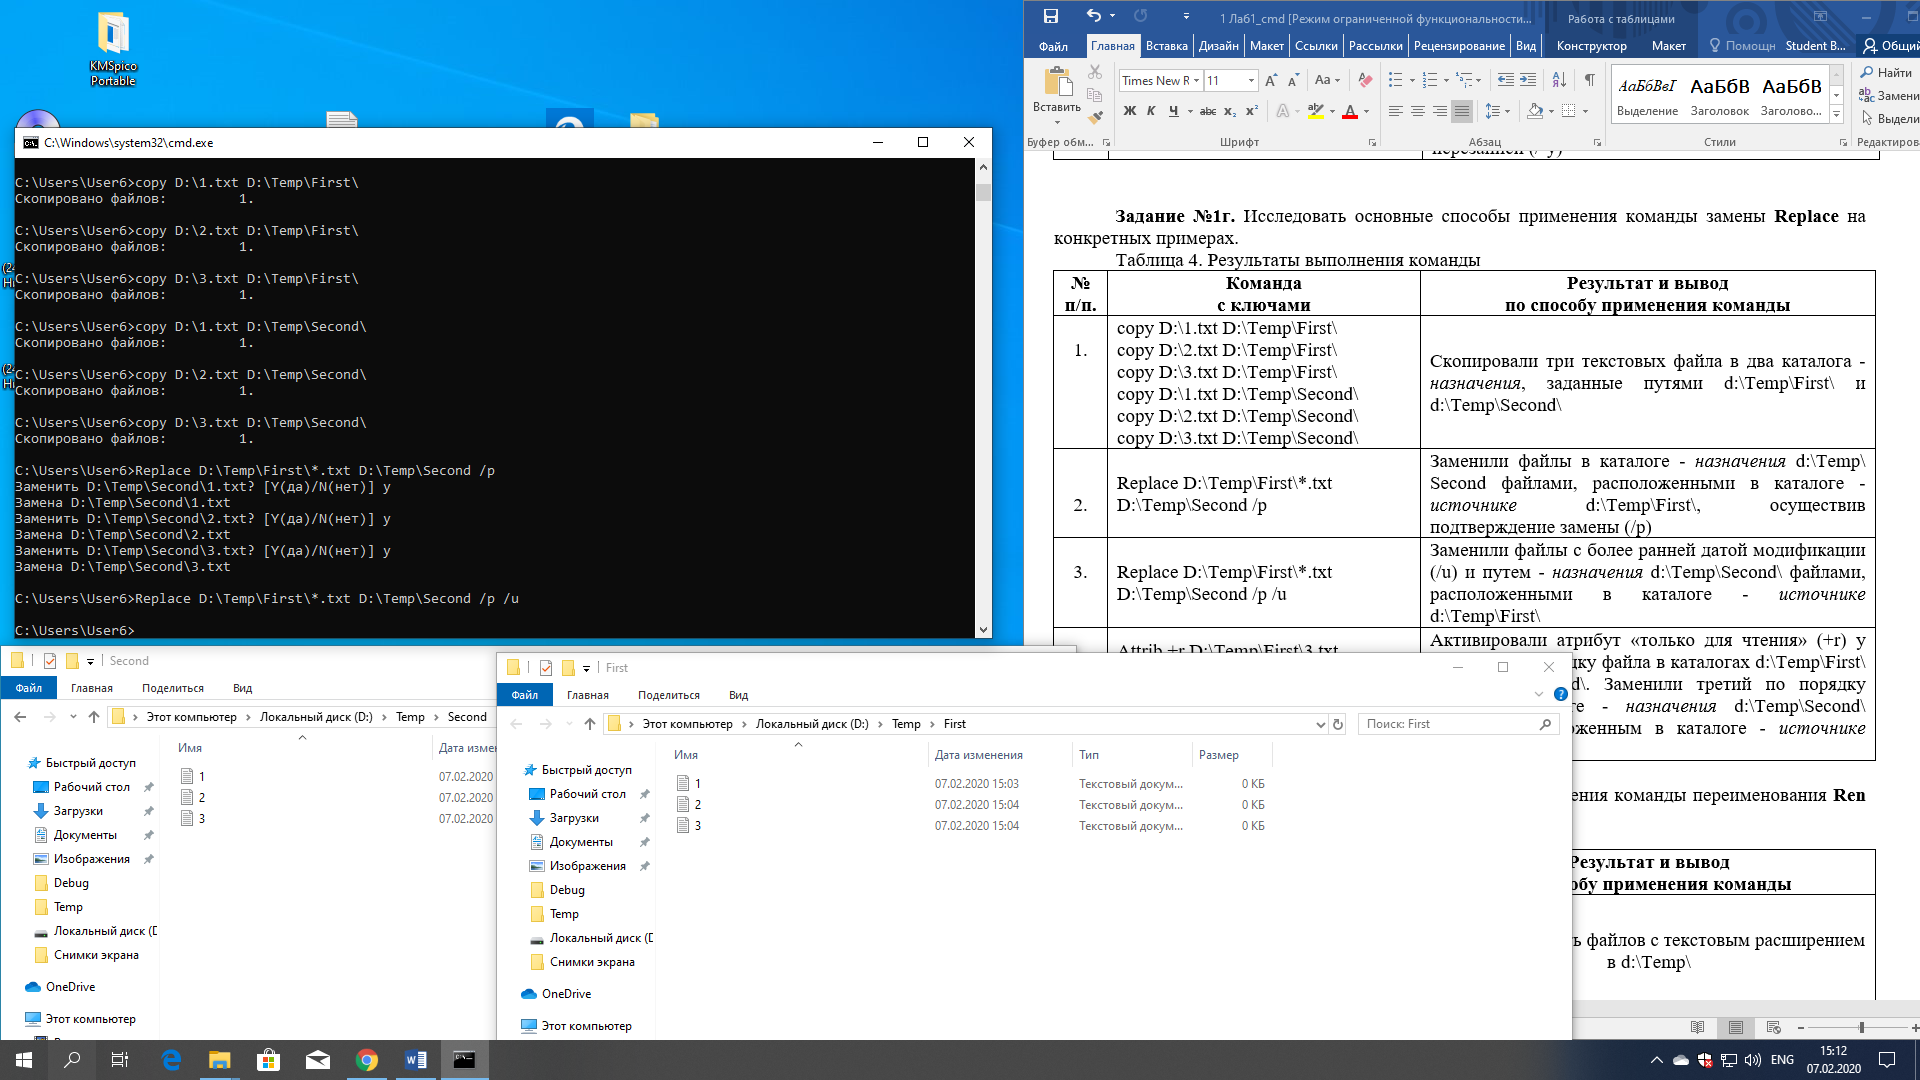 KMSpico
Portable
C:\Windows\system32\cmd.exe
C:\Users\User6>copy D:\1.txt D:\Temp\First\
Скопировано файлов:         1.
C:\Users\User6>copy D:\2.txt D:\Temp\First\
Скопировано файлов:         1.
C:\Users\User6>copy D:\3.txt D:\Temp\First\
Скопировано файлов:         1.
C:\Users\User6>copy D:\1.txt D:\Temp\Second\
Скопировано файлов:         1.
C:\Users\User6>copy D:\2.txt D:\Temp\Second\
Скопировано файлов:         1.
C:\Users\User6>copy D:\3.txt D:\Temp\Second\
Скопировано файлов:         1.
C:\Users\User6>Replace D:\Temp\First\*.txt D:\Temp\Second /p
Заменить D:\Temp\Second\1.txt? [Y(да)/N(нет)] y
Замена D:\Temp\Second\1.txt
Заменить D:\Temp\Second\2.txt? [Y(да)/N(нет)] y
Замена D:\Temp\Second\2.txt
Заменить D:\Temp\Second\3.txt? [Y(да)/N(нет)] y
Замена D:\Temp\Second\3.txt
C:\Users\User6>Replace D:\Temp\First\*.txt D:\Temp\Second /p /u
C:\Users\User6>
1 Лаб1_cmd [Режим ограниченной функциональности...
Работа с таблицами
Файл Главная Вставка Дизайн Макет Ссылки Рассылки Рецензирование Вид Конструктор Макет Помощн Student B... Общий
Вставить
Times New R 11
Ж К Ч abc x₂ x²
АаБбВвІ АаБбВ АаБбВ
Выделение Заголовок Заголово...
Найти
Замени
Выдели
Буфер обм... Шрифт Абзац Стили Редактиров
Задание №1г. Исследовать основные способы применения команды замены Replace на
конкретных примерах.
Таблица 4. Результаты выполнения команды
№
п/п.
Команда
с ключами
Результат и вывод
по способу применения команды
1.
copy D:\1.txt D:\Temp\First\
copy D:\2.txt D:\Temp\First\
copy D:\3.txt D:\Temp\First\
copy D:\1.txt D:\Temp\Second\
copy D:\2.txt D:\Temp\Second\
copy D:\3.txt D:\Temp\Second\
Скопировали три текстовых файла в два каталога -
назначения, заданные путями d:\Temp\First\ и
d:\Temp\Second\
2.
Replace D:\Temp\First\*.txt
D:\Temp\Second /p
Заменили файлы в каталоге - назначения d:\Temp\
Second файлами, расположенными в каталоге -
источнике d:\Temp\First\, осуществив
подтверждение замены (/p)
3.
Replace D:\Temp\First\*.txt
D:\Temp\Second /p /u
Заменили файлы с более ранней датой модификации
(/u) и путем - назначения d:\Temp\Second\ файлами,
расположенными в каталоге - источнике
d:\Temp\First\
Attrib +r D:\Temp\First\3.txt
Активировали атрибут «только для чтения» (+r) у
файла в каталогах d:\Temp\First\
Заменили третий по порядку
- назначения d:\Temp\Second\
в каталоге - источнике
команды переименования Ren
Результат и вывод
применения команды
файлов с текстовым расширением
в d:\Temp\
Second
Файл Главная Поделиться Вид
Этот компьютер Локальный диск (D:) Temp Second
Имя
1 07.02.2020
2 07.02.2020
3 07.02.2020
Быстрый доступ
Рабочий стол
Загрузки
Документы
Изображения
Debug
Temp
Локальный диск (D
Снимки экрана
OneDrive
Этот компьютер
First
Файл Главная Поделиться Вид
Этот компьютер Локальный диск (D:) Temp First
Поиск: First
Имя Дата изменения Тип Размер
1 07.02.2020 15:03 Текстовый докум... 0 КБ
2 07.02.2020 15:04 Текстовый докум... 0 КБ
3 07.02.2020 15:04 Текстовый докум... 0 КБ
Быстрый доступ
Рабочий стол
Загрузки
Документы
Изображения
Debug
Temp
Локальный диск (D
Снимки экрана
OneDrive
Этот компьютер
ENG
15:12
07.02.2020